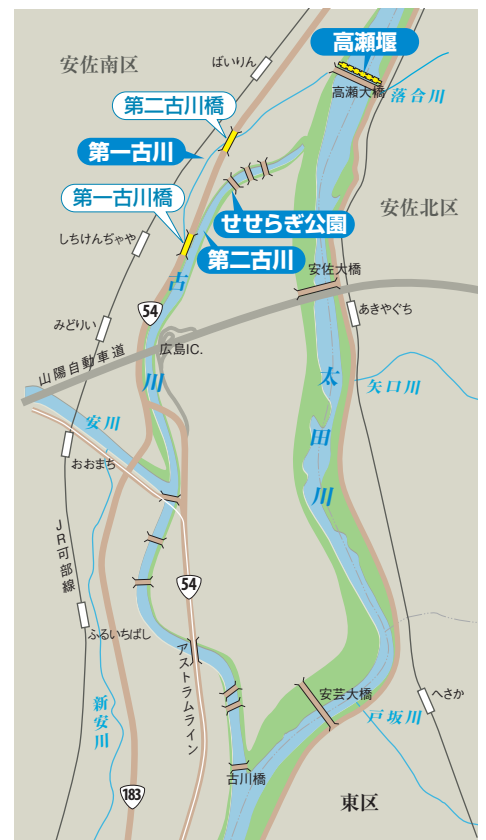 安佐南区
ばいりん
高瀬堰
高瀬大橋
落合川
第二古川橋
第一古川
第一古川橋
せせらぎ公園
第二古川
安佐北区
しちけんぢゃや
古川
安佐大橋
あきやぐち
54
みどりい
広島IC.
山陽自動車道
太田川
矢口川
安川
おおまち
JR可部線
54
ふるいちばし
アストラムライン
新安川
安芸大橋
へさか
戸坂川
古川橋
183
東区